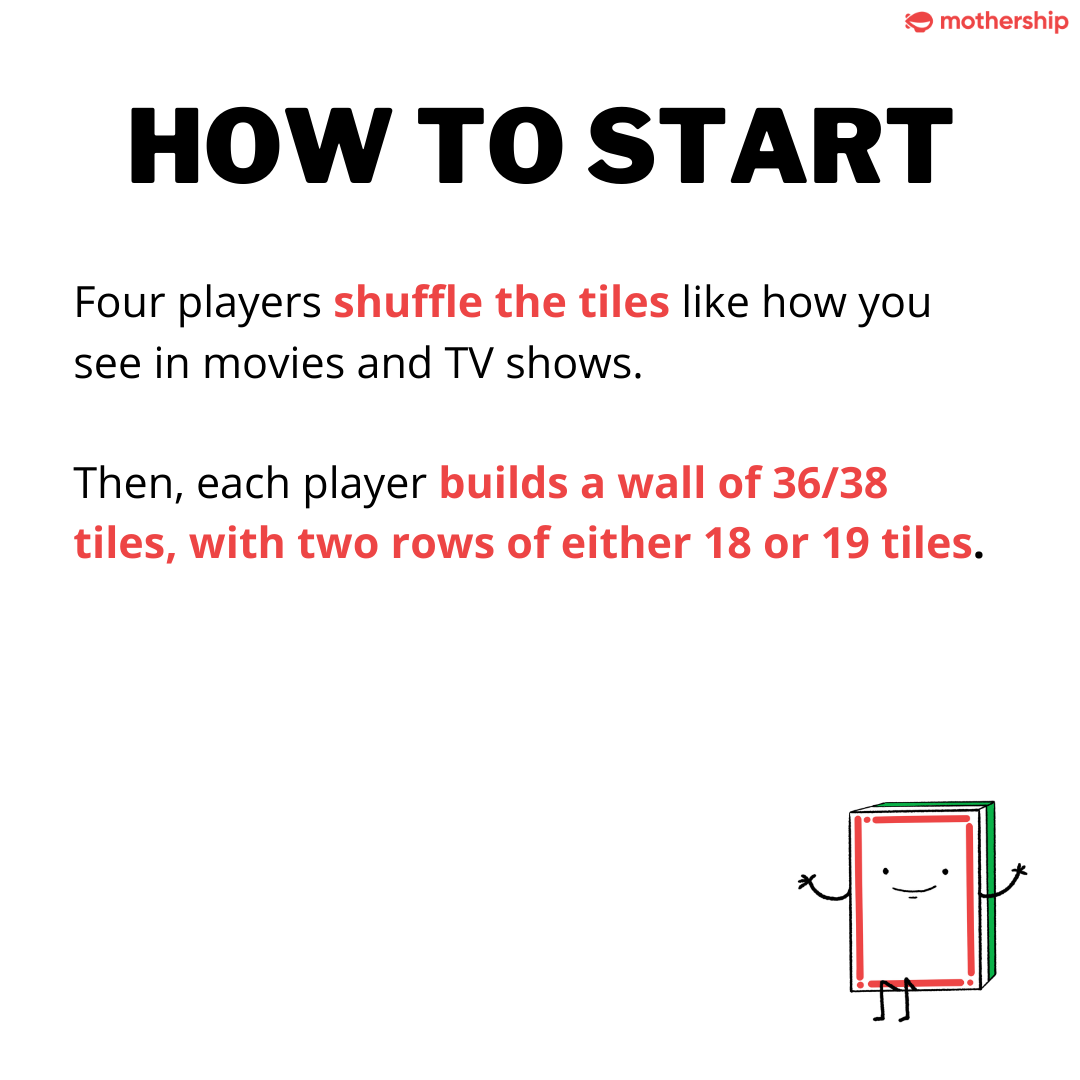 mothership
HOW TO START
Four players shuffle the tiles like how you
see in movies and TV shows.
Then, each player builds a wall of 36/38
tiles, with two rows of either 18 or 19 tiles.